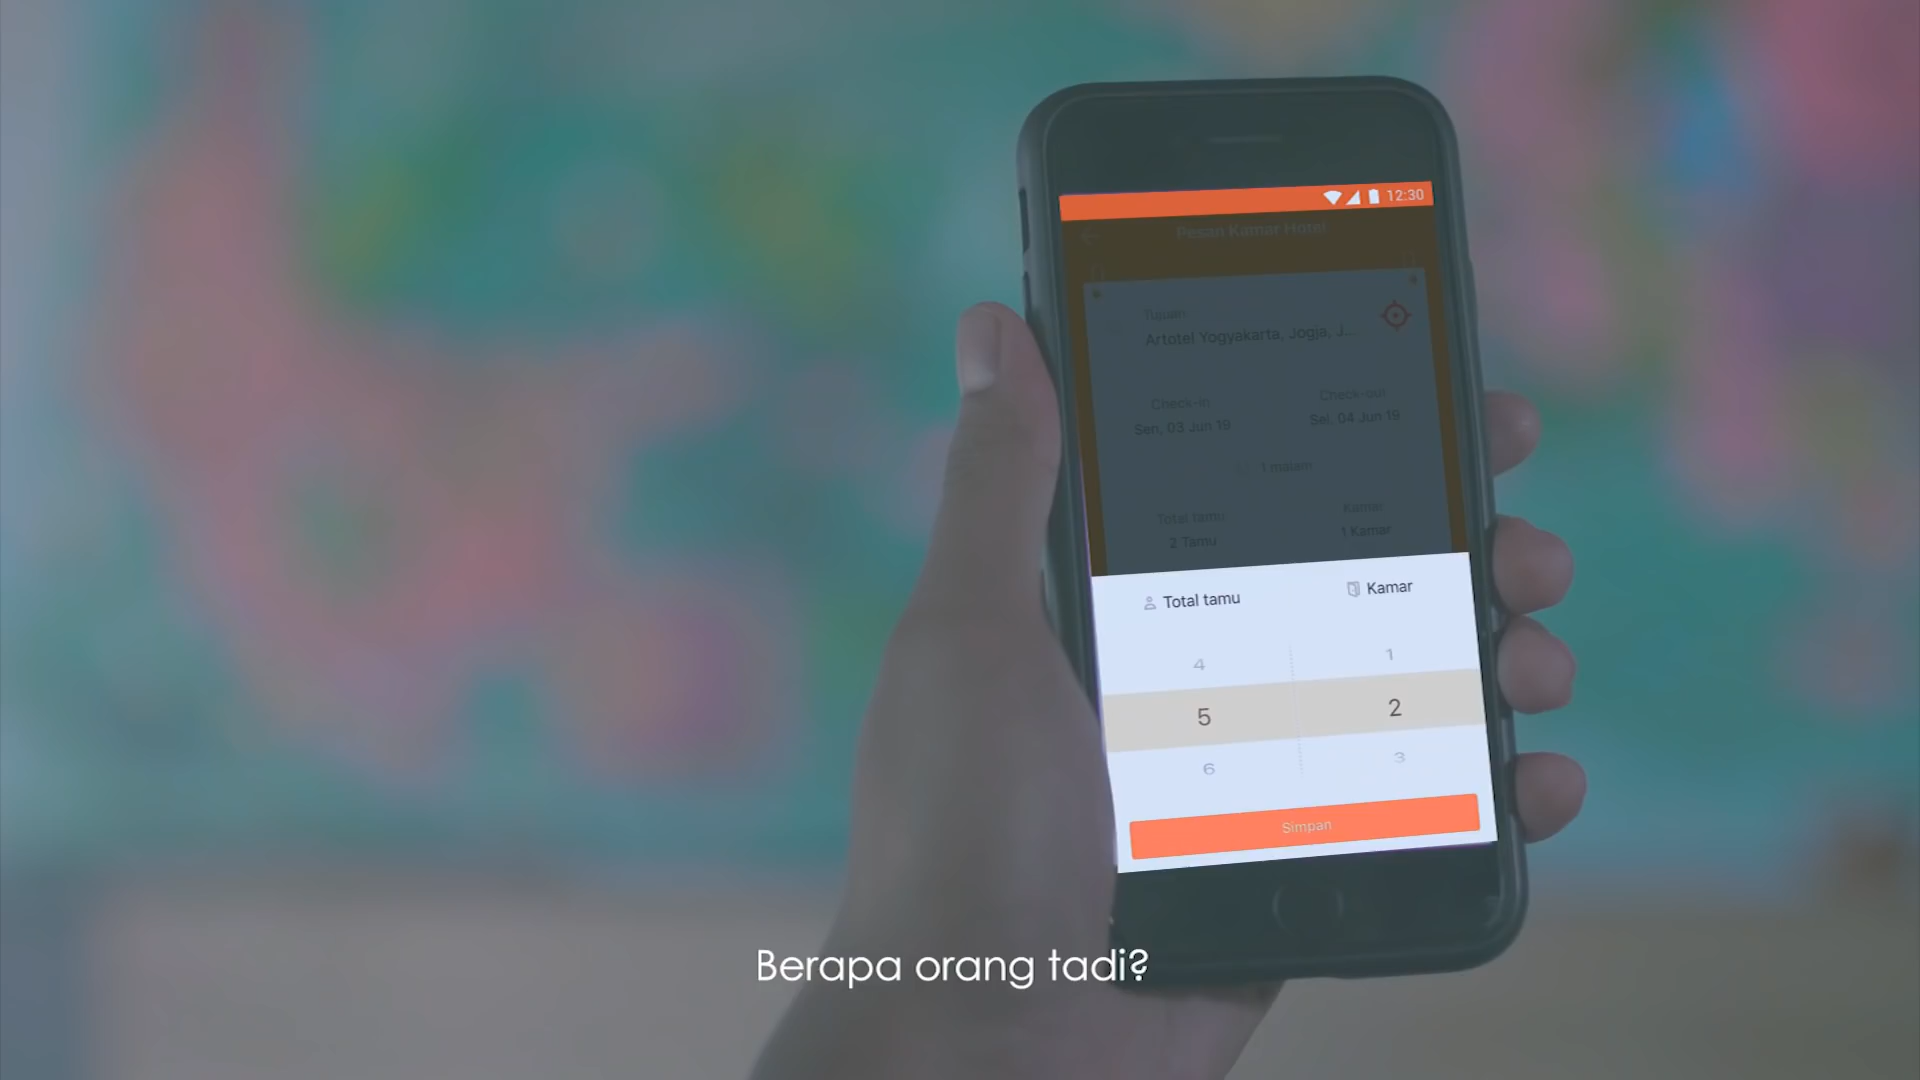 12:30
Pesan Kamar Hotel
Tujuan
Artotel Yogyakarta, Jogja, J...
Check-in
Check-out
Sen, 03 Jun 19
Sel, 04 Jun 19
1 malam
Total tamu
Kamar
2 Tamu
1 Kamar
Total tamu
Kamar
4
1
5
2
6
3
Simpan
Berapa orang tadi?